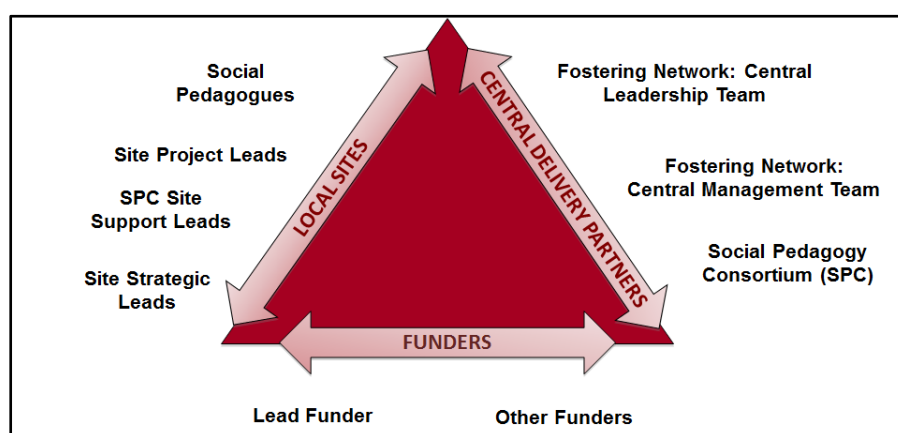 Social
Pedagogues
Site Project Leads
SPC Site
Support Leads
Site Strategic
Leads
LOCAL SITES
CENTRAL DELIVERY PARTNERS
Fostering Network: Central
Leadership Team
Fostering Network:
Central Management Team
Social Pedagogy
Consortium (SPC)
FUNDERS
Lead Funder
Other Funders